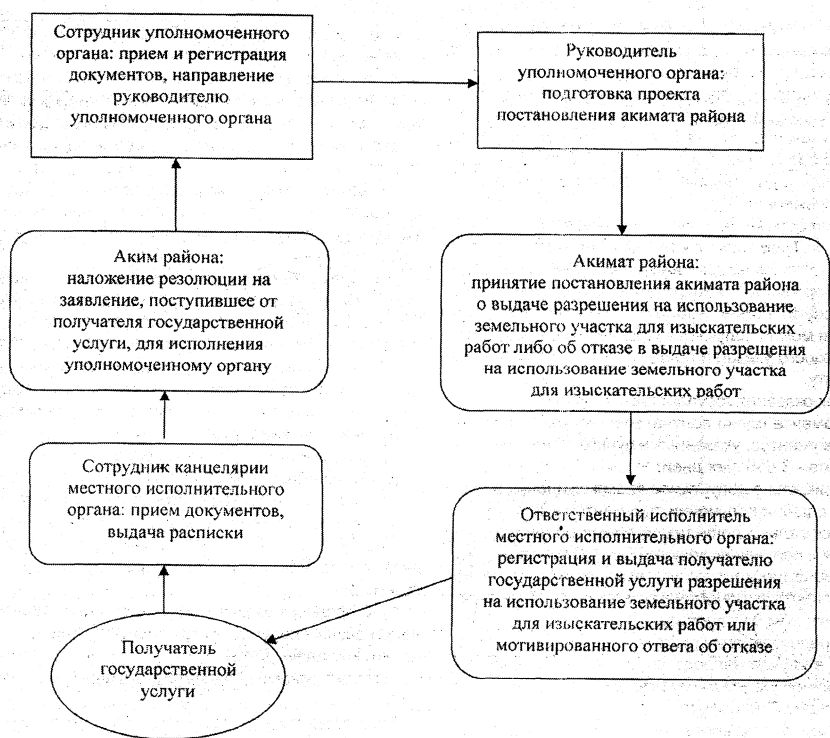 Сотрудник уполномоченного
органа: прием и регистрация
документов, направление
руководителю
уполномоченного органа
Руководитель
уполномоченного органа:
подготовка проекта
постановления акимата района
Аким района:
наложение резолюции на
заявление, поступившее от
получателя государственной
услуги, для исполнения
уполномоченному органу
Акимат района:
принятие постановления акимата района
о выдаче разрешения на использование
земельного участка для изыскательских
работ либо об отказе в выдаче разрещения
на использование земельного участка
для изыскательских работ
Сотрудник канцелярии
местного исполнительного
органа: прием документов,
выдача расписки
Ответственный исполнитель
местного исполнительного органа:
регистрация и выдача получателю
государственной услуги разрешения
на использование земельного участка
для изыскательских работ или
мотивированного ответа об отказе
Получатель
государственной
услуги